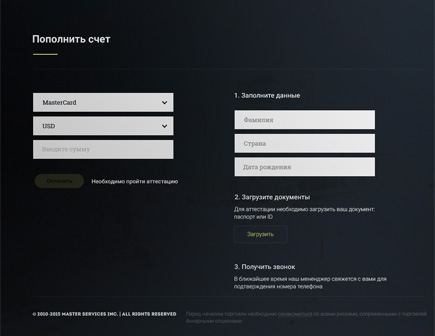 Пополнить счет
MasterCard
USD
Введите сумму
Необходимо пройти аттестацию
1. Заполните данные
Фамилия
Страна
Дата рождения
2. Загрузите документы
Для аттестации необходимо загрузить ваш документ:
паспорт или ID
Загрузить
3. Получить звонок
В ближайшее время наш мененджер свяжется с вами для
подтверждения номера телефона
© 2010-2015 MASTER SERVICES INC. | ALL RIGHTS RESERVED
Перед началом торговли необходимо ознакомиться со всеми рисками, сопряженными с торговлей
бинарными опционами